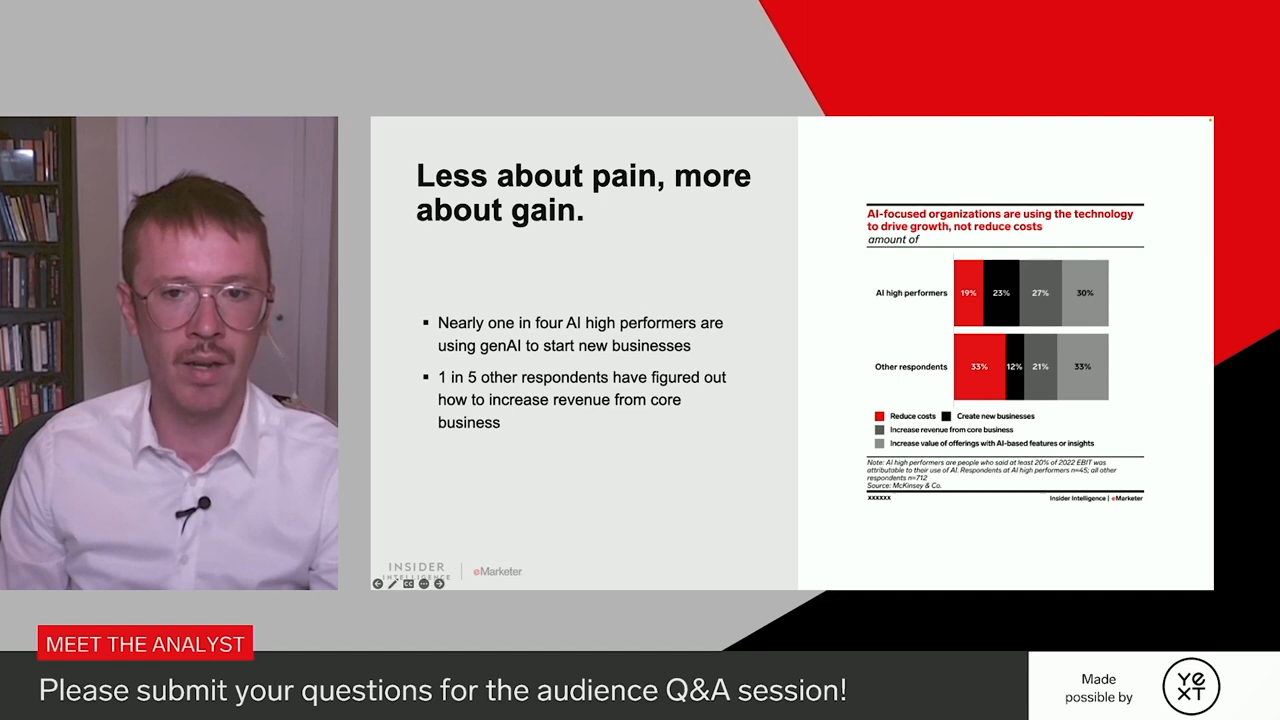 Less about pain, more
about gain.
▪ Nearly one in four AI high performers are
using genAI to start new businesses
▪ 1 in 5 other respondents have figured out
how to increase revenue from core
business
INSIDER
INTELLIGENCE
eMarketer
CC
AI-focused organizations are using the technology
to drive growth, not reduce costs
amount of
AI high performers 19% 23% 27% 30%
Other respondents 33% 12% 21% 33%
Reduce costs Create new businesses
Increase revenue from core business
Increase value of offerings with AI-based features or insights
Note: AI high performers are people who said at least 20% of 2022 EBIT was
attributable to their use of AI. Respondents at AI high performers n=45; all other
respondents n=712
Source: McKinsey & Co.
xxxxxx Insider Intelligence | eMarketer
MEET THE ANALYST
Please submit your questions for the audience Q&A session!
Made
possible by
YEXT